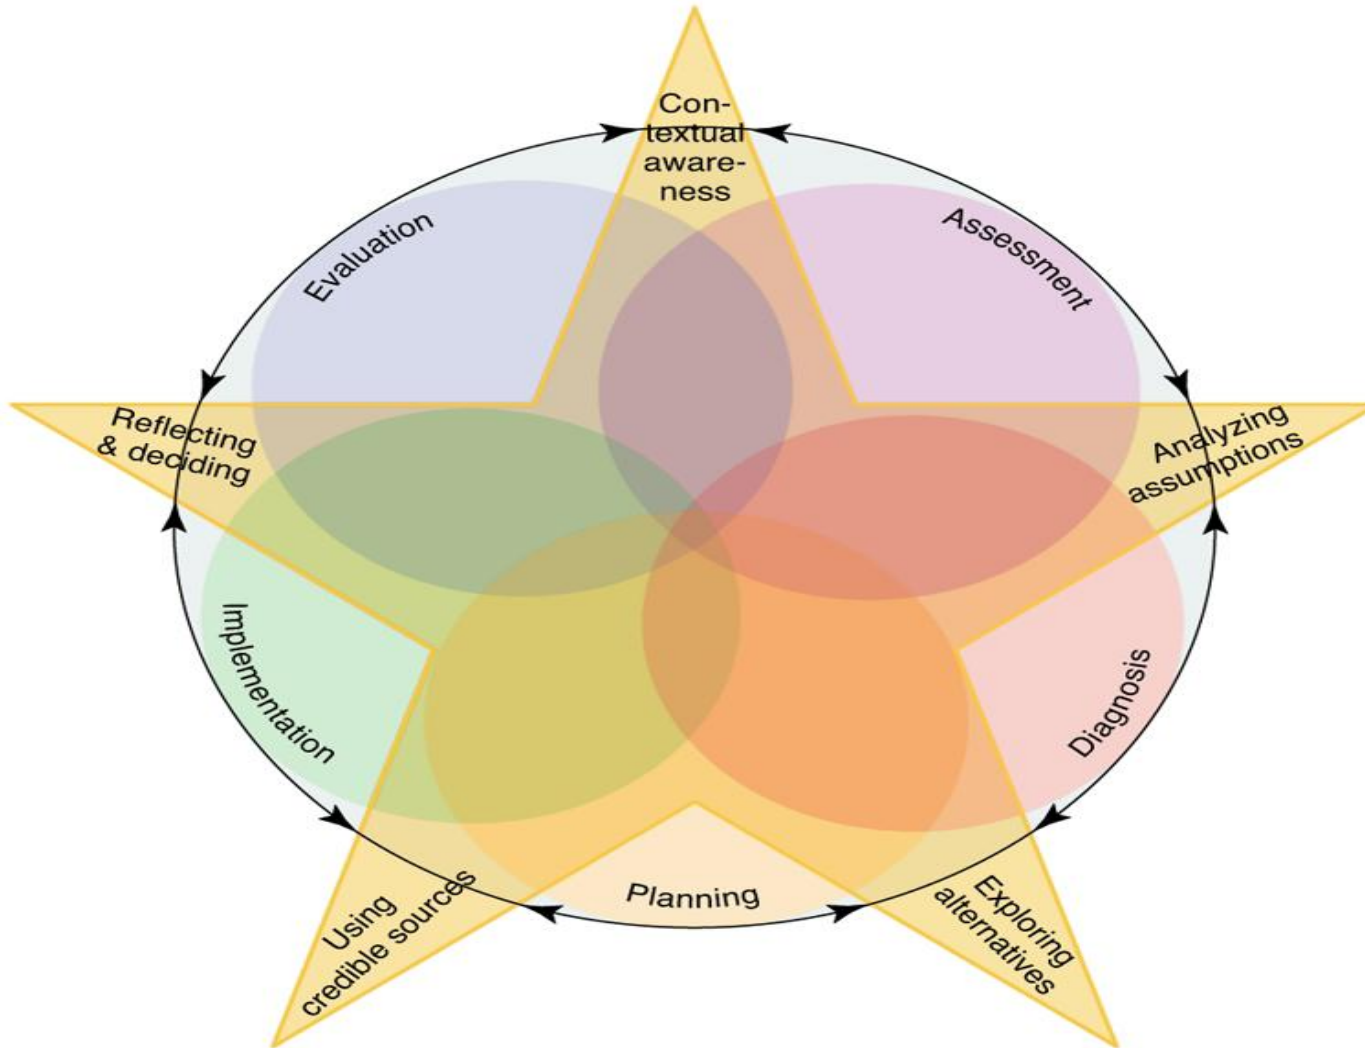 Con-
textual
aware-
ness
Evaluation
Assessment
Reflecting
& deciding
Analyzing
assumptions
Implementation
Diagnosis
Planning
Using
credible sources
Exploring
alternatives